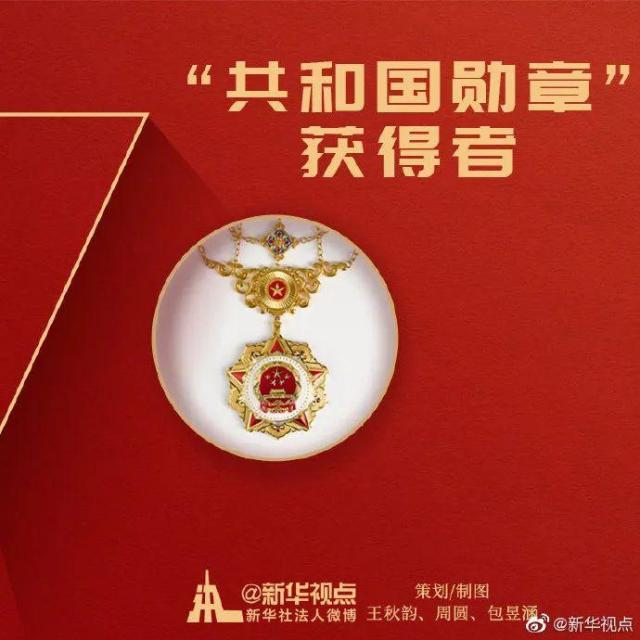 “共和国勋章”
获得者
@新华视点
新华社法人微博
策划/制图
王秋韵、周圆、包昱涵
@新华视点